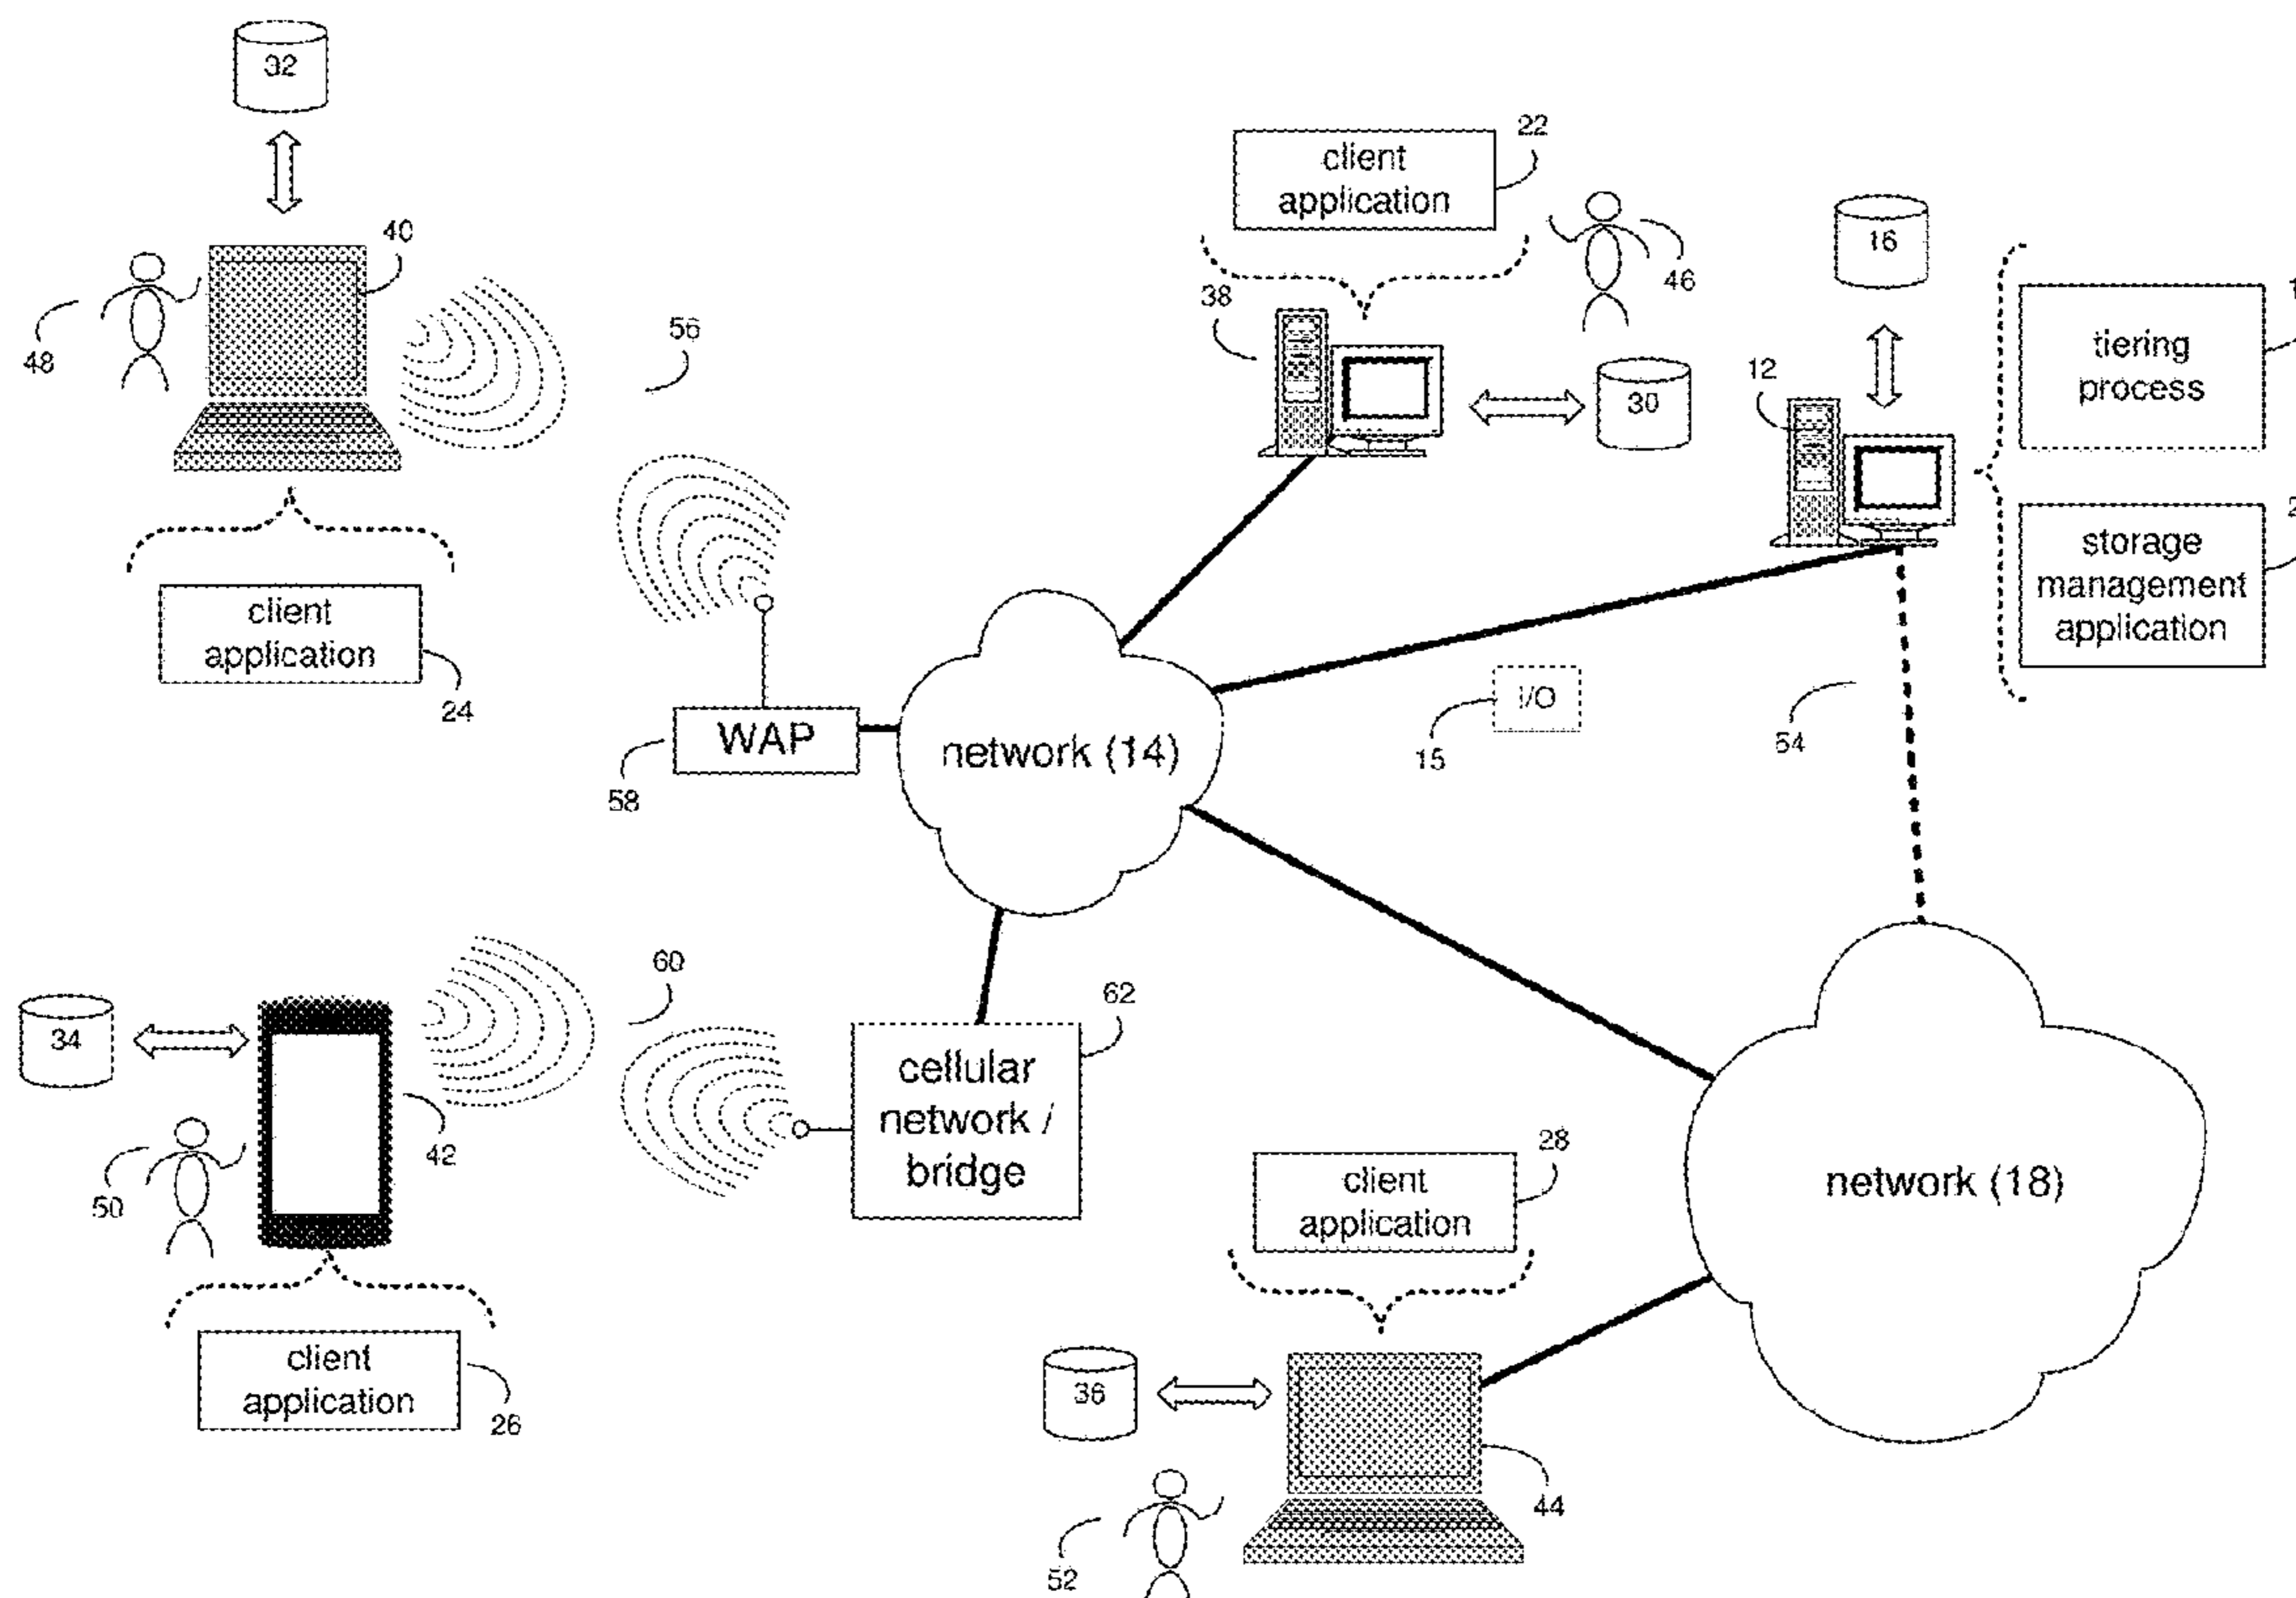 32
40
48
56
client
application
24
22
client
application
46
38
30
16
12
tiering
process
storage
management
application
I/O
15
54
WAP
58
network (14)
34
60
62
42
50
cellular
network /
bridge
client
application
26
28
client
application
network (18)
36
44
52